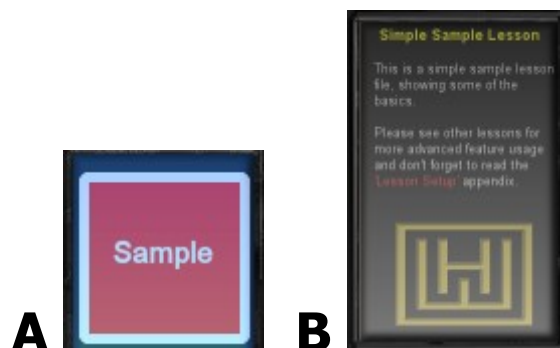 Simple Sample Lesson
This is a simple sample lesson
file, showing some of the
basics.
Please see other lessons for
more advanced feature usage
and don't forget to read the
'Lesson Setup' appendix.
Sample
A
B